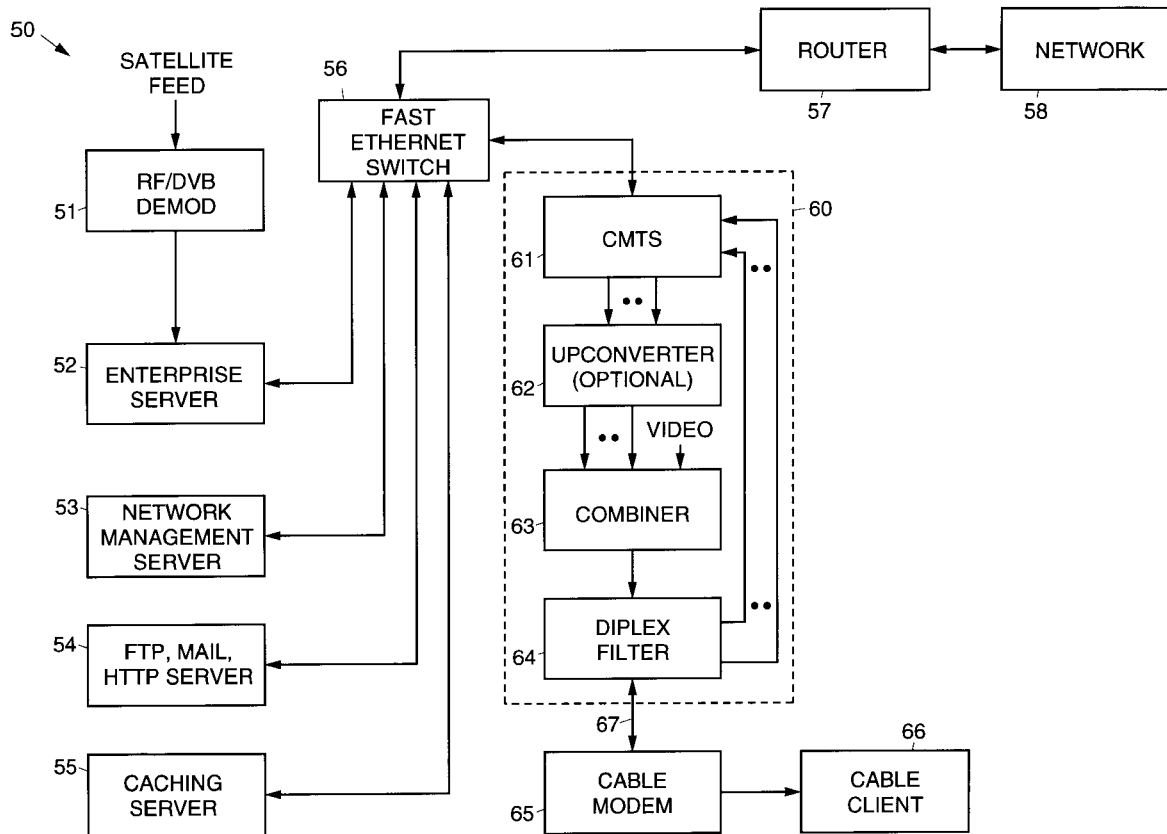 50
SATELLITE
FEED
56
FAST
ETHERNET
SWITCH
ROUTER
57
NETWORK
58
RF/DVB
DEMOD
51
60
CMTS
61
52
ENTERPRISE
SERVER
UPCONVERTER
(OPTIONAL)
62
VIDEO
53
NETWORK
MANAGEMENT
SERVER
COMBINER
63
54
FTP, MAIL,
HTTP SERVER
DIPLEX
FILTER
64
67
55
CACHING
SERVER
CABLE
MODEM
65
66
CABLE
CLIENT